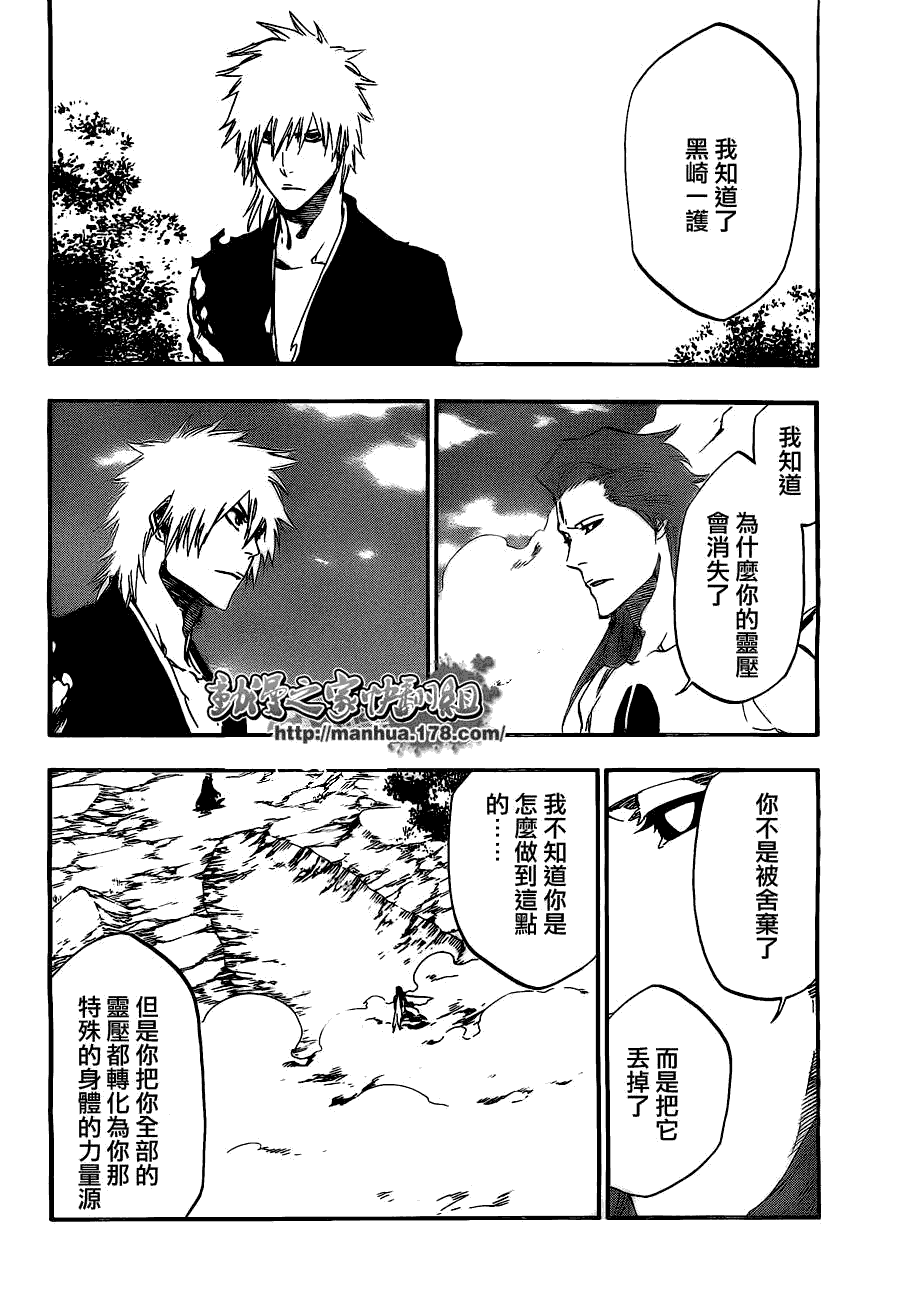 我知道了
黑崎一護
我知道
為什麼你的靈壓
會消失了
動漫之家快刊組
http://manhua.178.com/
你不是被舍棄了
而是把它
丟掉了
我不知道你是
怎麼做到這點
的……
但是你把你全部的
靈壓都轉化為你那
特殊的身體的力量源